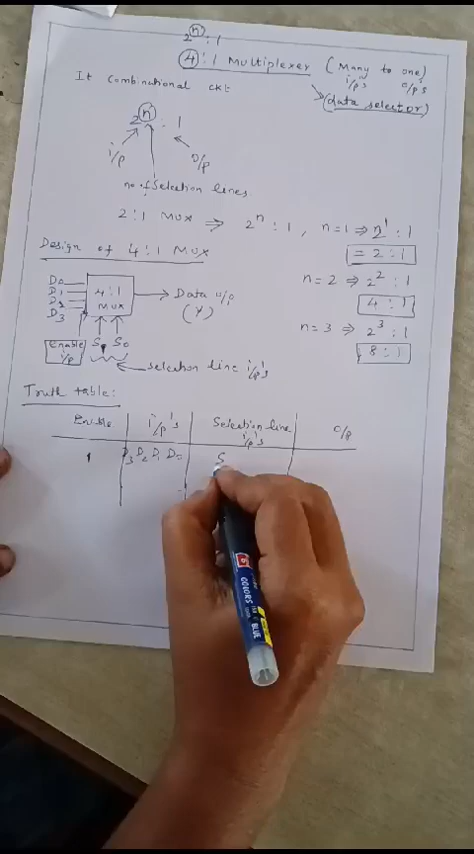 2ⁿ : 1
4 : 1 Multiplexer (Many to one)
i/p's o/p's
It Combinational ckt
(data selector)
2ⁿ : 1
i/p o/p
no. of Selection lines
2:1 MUX ⇒ 2ⁿ : 1, n=1 ⇒ 2¹ : 1
= 2 : 1
Design of 4:1 MUX
n = 2 ⇒ 2² : 1
4 : 1
n = 3 ⇒ 2³ : 1
8 : 1
D0
D1
D2
D3
4:1
MUX
Data o/p
(Y)
Enable
i/p
S1 S0
selection line i/p's
Truth table:
Enable i/p's Selection line i/p's o/p
1 D3 D2 D1 D0 S
COLORS
BLUE